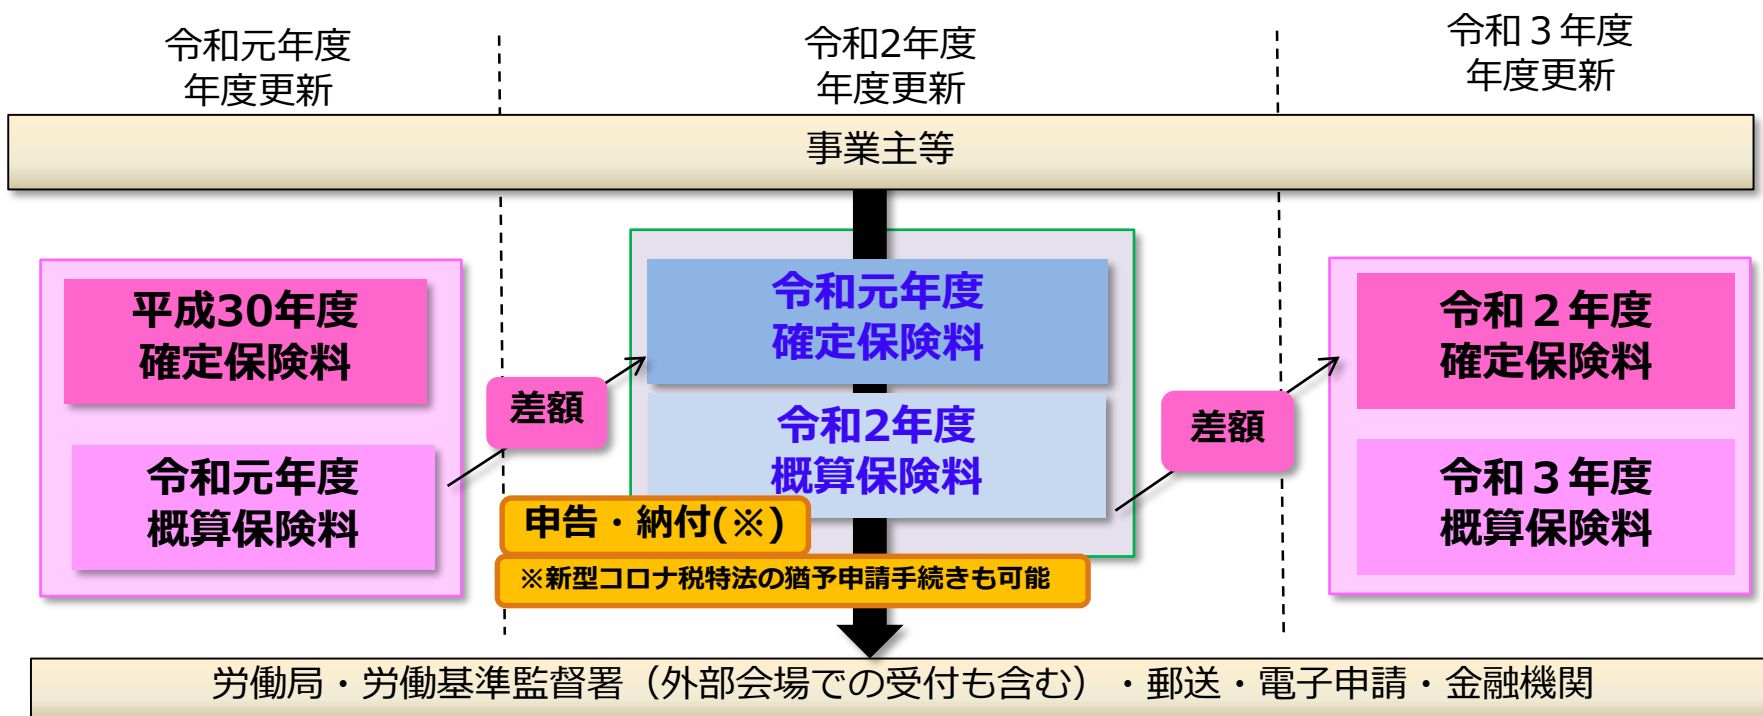 令和元年度
年度更新
令和2年度
年度更新
令和３年度
年度更新
事業主等
平成30年度
確定保険料
令和元年度
概算保険料
差額
令和元年度
確定保険料
令和2年度
概算保険料
申告・納付(※)
※新型コロナ税特法の猶予申請手続きも可能
差額
令和２年度
確定保険料
令和３年度
概算保険料
労働局・労働基準監督署（外部会場での受付も含む）・郵送・電子申請・金融機関